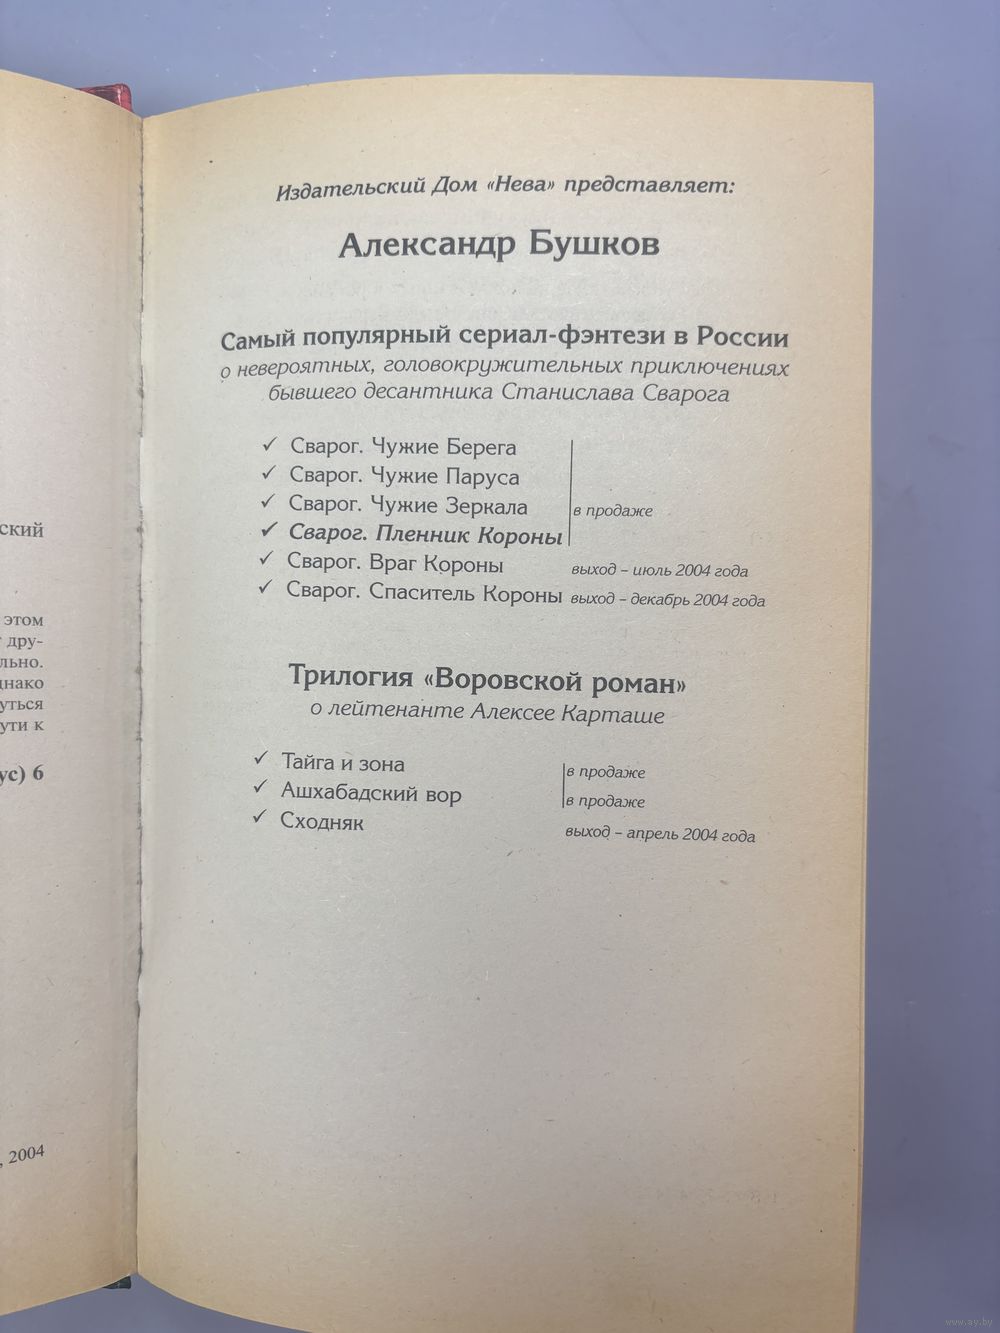 ский
этом
дру-
льно.
днако
уться
ути к
ус) 6
, 2004
Издательский Дом «Нева» представляет:
Александр Бушков
Самый популярный сериал-фэнтези в России
о невероятных, головокружительных приключениях
бывшего десантника Станислава Сварога
✓ Сварог. Чужие Берега
✓ Сварог. Чужие Паруса
✓ Сварог. Чужие Зеркала в продаже
✓ Сварог. Пленник Короны
✓ Сварог. Враг Короны выход – июль 2004 года
✓ Сварог. Спаситель Короны выход – декабрь 2004 года
Трилогия «Воровской роман»
о лейтенанте Алексее Карташе
✓ Тайга и зона в продаже
✓ Ашхабадский вор в продаже
✓ Сходняк выход – апрель 2004 года
www.ay.by